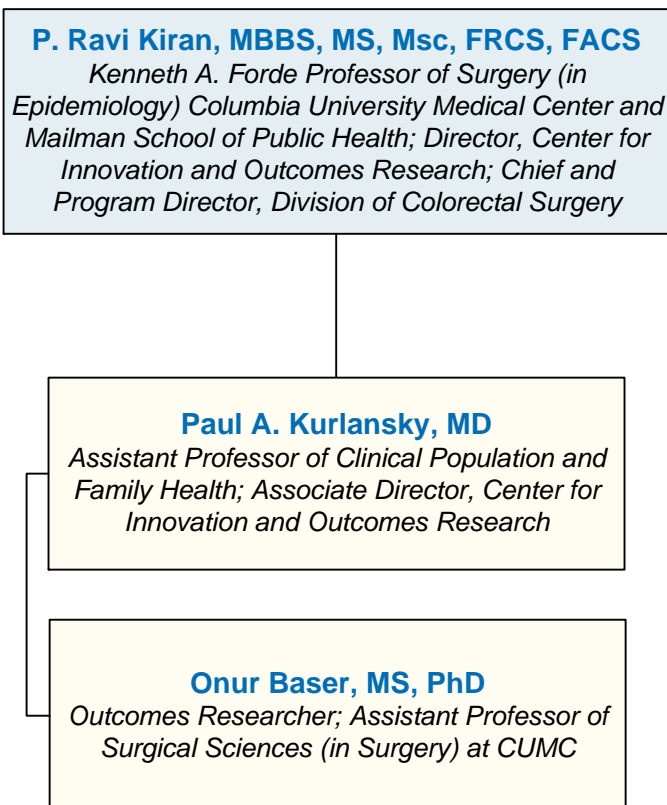 P. Ravi Kiran, MBBS, MS, Msc, FRCS, FACS
Kenneth A. Forde Professor of Surgery (in
Epidemiology) Columbia University Medical Center and
Mailman School of Public Health; Director, Center for
Innovation and Outcomes Research; Chief and
Program Director, Division of Colorectal Surgery
Paul A. Kurlansky, MD
Assistant Professor of Clinical Population and
Family Health; Associate Director, Center for
Innovation and Outcomes Research
Onur Baser, MS, PhD
Outcomes Researcher; Assistant Professor of
Surgical Sciences (in Surgery) at CUMC